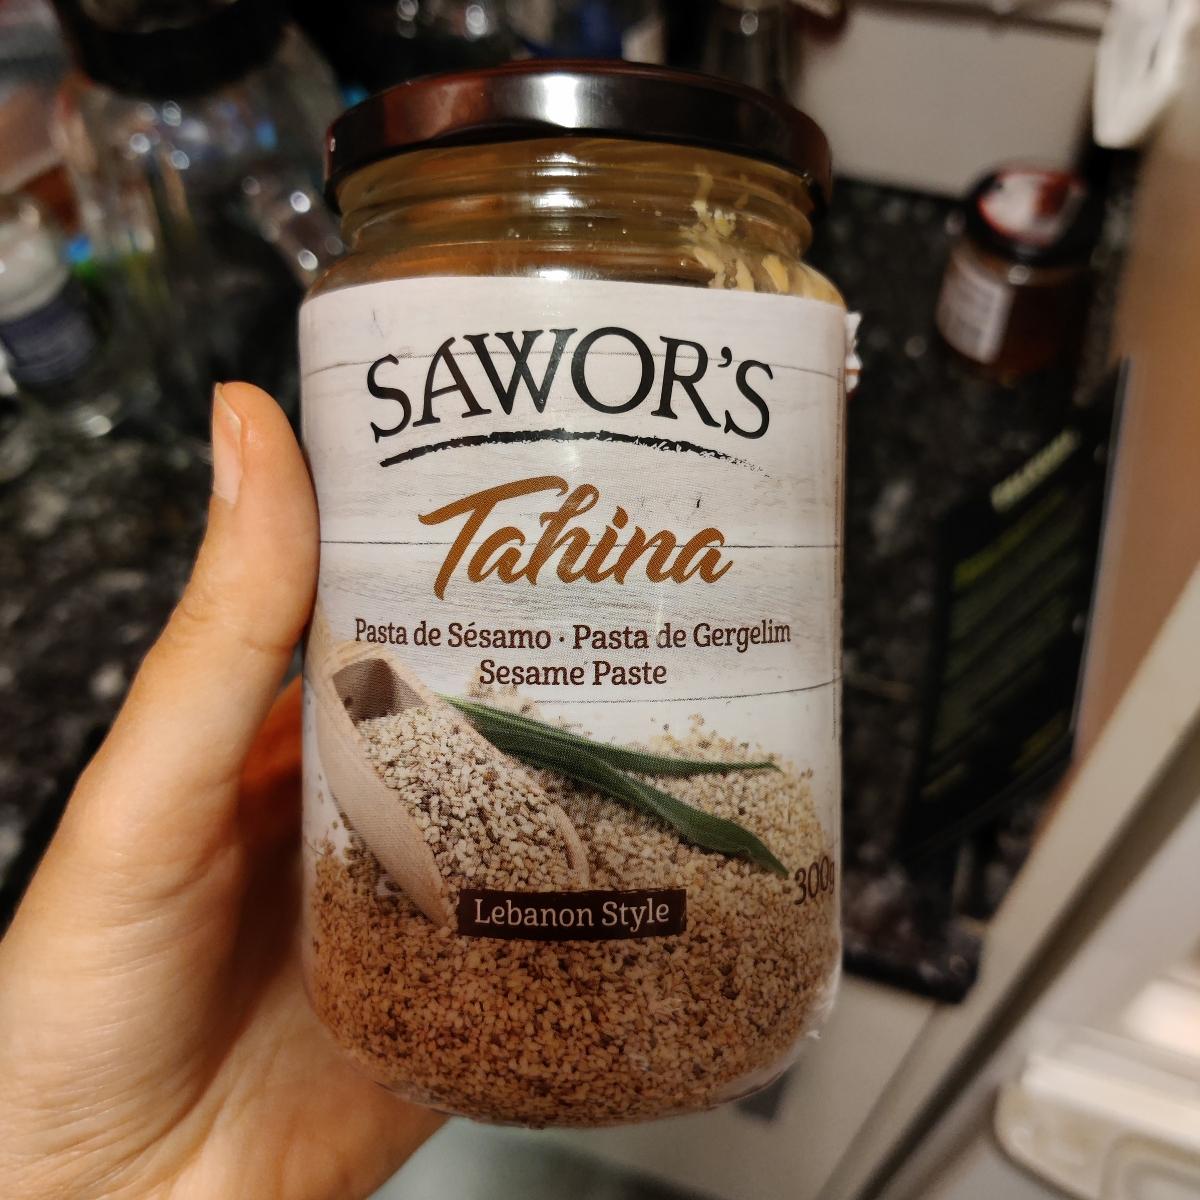 SAWOR'S
Tahina
Pasta de Sésamo · Pasta de Gergelim
Sesame Paste
300g
Lebanon Style